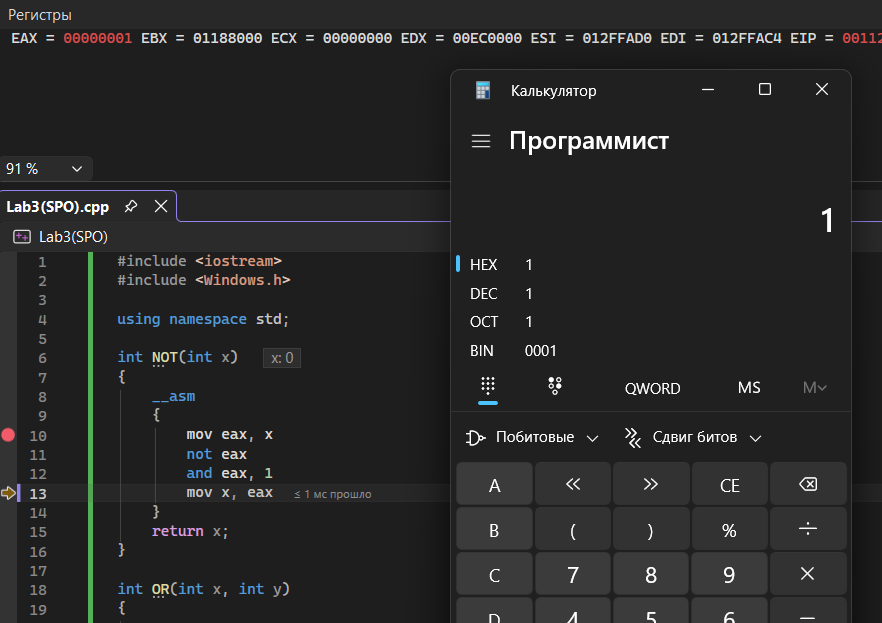 Регистры
EAX = 00000001 EBX = 01188000 ECX = 00000000 EDX = 00EC0000 ESI = 012FFAD0 EDI = 012FFAC4 EIP = 00112
Калькулятор
Программист
91 %
1
Lab3(SPO).cpp
Lab3(SPO)
HEX 1
DEC 1
OCT 1
BIN 0001
QWORD MS M
Побитовые Сдвиг битов
A << >> CE
B ( ) % ÷
C 7 8 9 ×
D 4 5 6 −
1 #include <iostream>
2 #include <Windows.h>
3
4 using namespace std;
5
6 int NOT(int x) x: 0
7 {
8 __asm
9 {
10 mov eax, x
11 not eax
12 and eax, 1
13 mov x, eax ≤ 1 мс прошло
14 }
15 return x;
16 }
17
18 int OR(int x, int y)
19 {